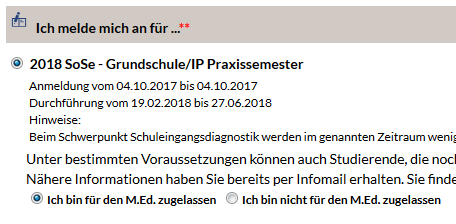 Ich melde mich an für ...**
2018 SoSe - Grundschule/IP Praxissemester
Anmeldung vom 04.10.2017 bis 04.10.2017
Durchführung vom 19.02.2018 bis 27.06.2018
Hinweise:
Beim Schwerpunkt Schuleingangsdiagnostik werden im genannten Zeitraum wenig
Unter bestimmten Voraussetzungen können auch Studierende, die noch
Nähere Informationen haben Sie bereits per Infomail erhalten. Sie finde
Ich bin für den M.Ed. zugelassen Ich bin nicht für den M.Ed. zugelassen